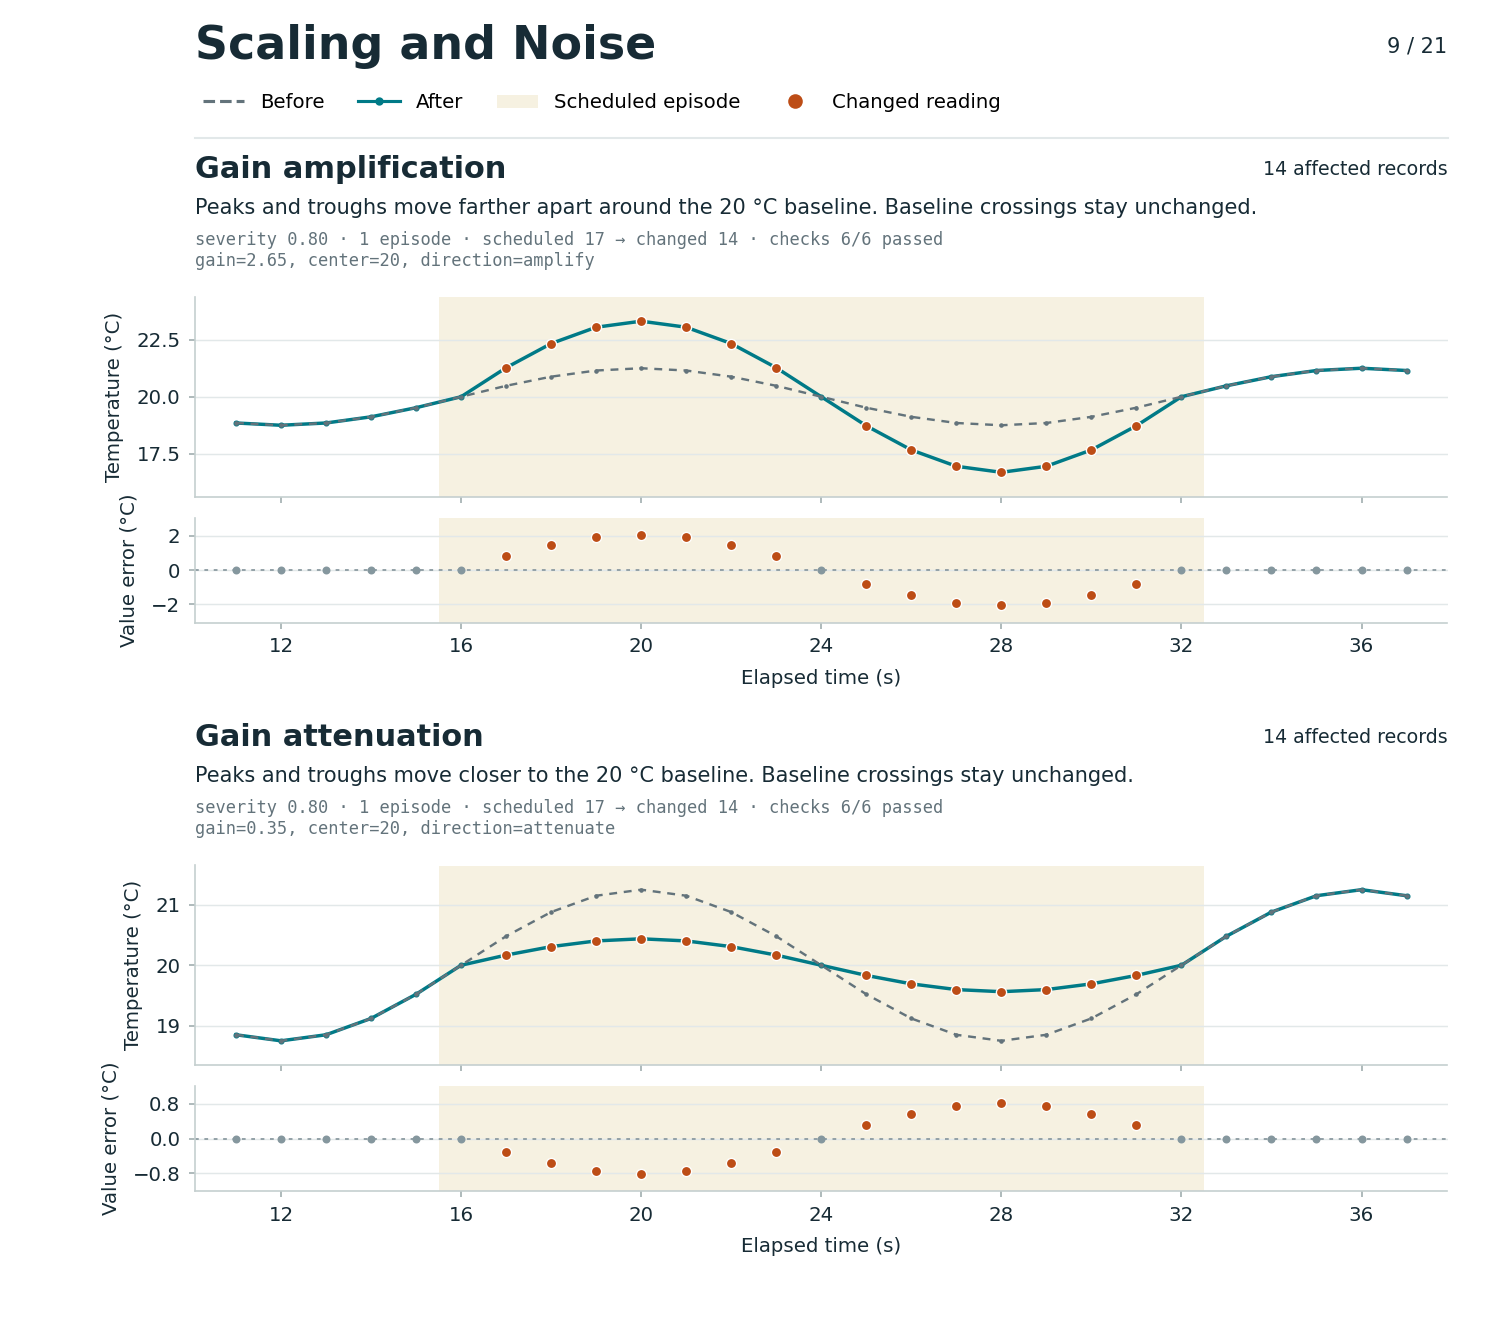 Scaling and Noise
9 / 21
Before
After
Scheduled episode
Changed reading
Gain amplification
14 affected records
Peaks and troughs move farther apart around the 20 °C baseline. Baseline crossings stay unchanged.
severity 0.80 · 1 episode · scheduled 17 → changed 14 · checks 6/6 passed
gain=2.65, center=20, direction=amplify
Temperature (°C)
22.5
20.0
17.5
Value error (°C)
2
0
−2
12
16
20
24
28
32
36
Elapsed time (s)
Gain attenuation
14 affected records
Peaks and troughs move closer to the 20 °C baseline. Baseline crossings stay unchanged.
severity 0.80 · 1 episode · scheduled 17 → changed 14 · checks 6/6 passed
gain=0.35, center=20, direction=attenuate
Temperature (°C)
21
20
19
Value error (°C)
0.8
0.0
−0.8
12
16
20
24
28
32
36
Elapsed time (s)